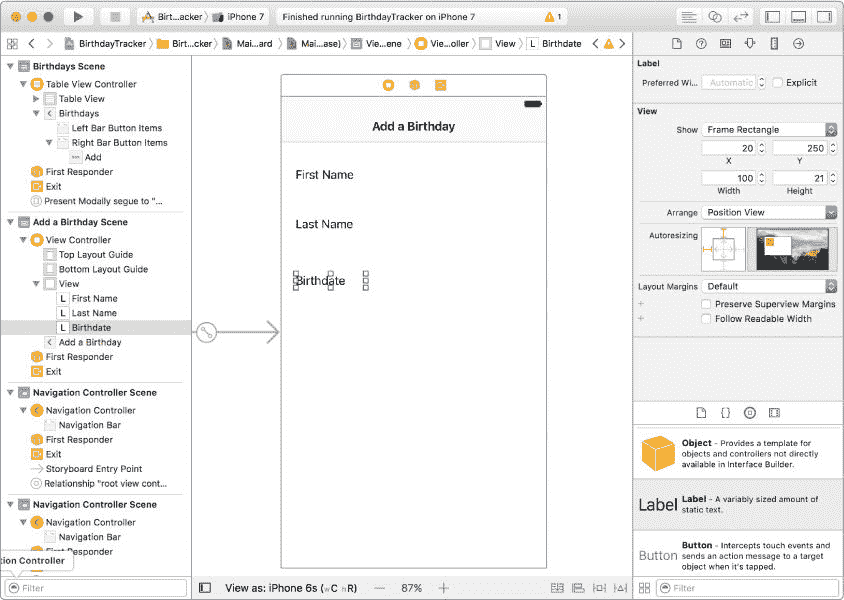 Birt...acker
iPhone 7
Finished running BirthdayTracker on iPhone 7
1
BirthdayTracker
Birt...cker
Mai...ard
Mai...ase)
Vie...ene
Vie...oller
View
L Birthdate
Birthdays Scene
Table View Controller
Table View
Birthdays
Left Bar Button Items
Right Bar Button Items
Add
First Responder
Exit
Present Modally segue to "...
Add a Birthday Scene
View Controller
Top Layout Guide
Bottom Layout Guide
View
L First Name
L Last Name
L Birthdate
Add a Birthday
First Responder
Exit
Navigation Controller Scene
Navigation Controller
Navigation Bar
First Responder
Exit
Storyboard Entry Point
Relationship "root view cont...
Navigation Controller Scene
Navigation Controller
Navigation Bar
First Responder
tion Controller
Filter
Add a Birthday
First Name
Last Name
Birthdate
View as: iPhone 6s (wC hR)
87%
Label
Preferred Wi...
Automatic
Explicit
View
Show
Frame Rectangle
20
250
X
Y
100
21
Width
Height
Arrange
Position View
Autoresizing
Layout Margins
Default
Preserve Superview Margins
Follow Readable Width
Object - Provides a template for
objects and controllers not directly
available in Interface Builder.
Label
Label - A variably sized amount of
static text.
Button
Button - Intercepts touch events and
sends an action message to a target
object when it's tapped.
Filter